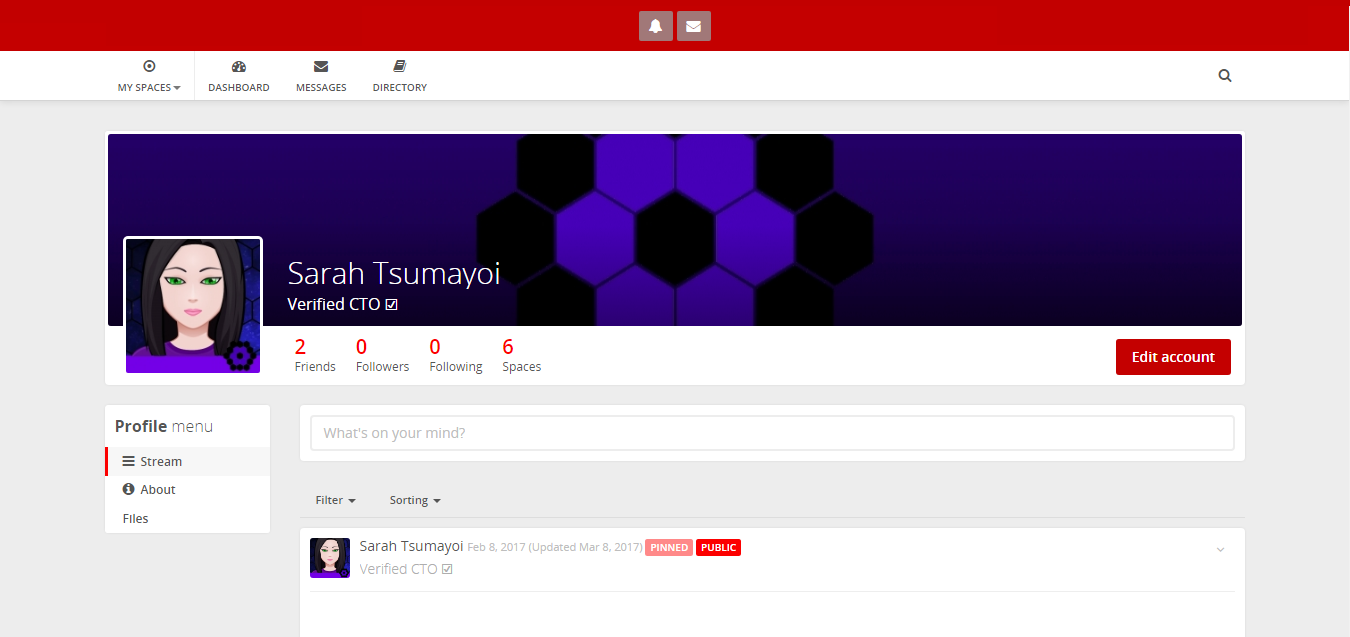 MY SPACES
DASHBOARD
MESSAGES
DIRECTORY
Sarah Tsumayoi
Verified CTO
2 0 0 6
Friends Followers Following Spaces
Edit account
Profile menu
Stream
About
Files
What's on your mind?
Filter Sorting
Sarah Tsumayoi Feb 8, 2017 (Updated Mar 8, 2017) PINNED PUBLIC
Verified CTO